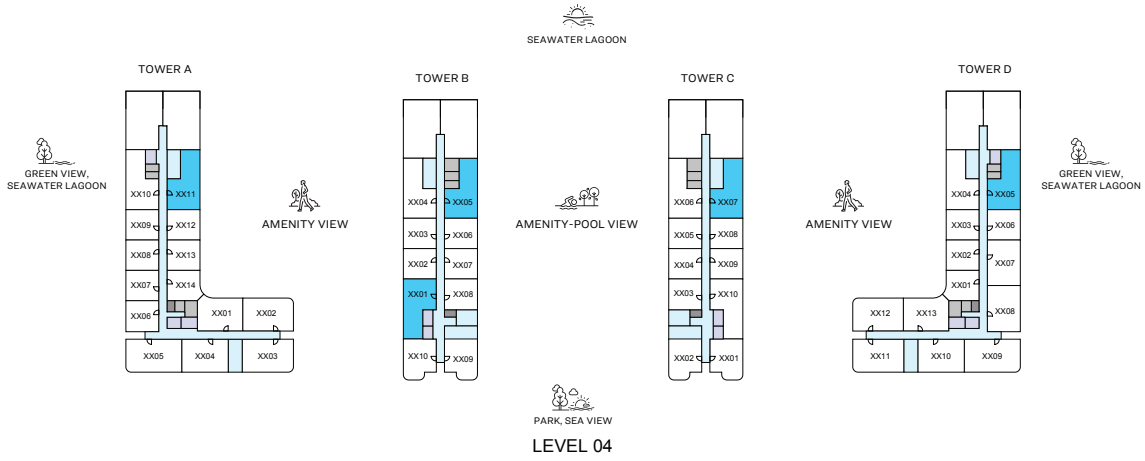 SEAWATER LAGOON
TOWER A
TOWER B
TOWER C
TOWER D
GREEN VIEW,
SEAWATER LAGOON
AMENITY VIEW
AMENITY-POOL VIEW
AMENITY VIEW
GREEN VIEW,
SEAWATER LAGOON
XX10 XX11
XX09 XX12
XX08 XX13
XX07 XX14
XX06 XX01 XX02
XX05 XX04 XX03
XX04 XX05
XX03 XX06
XX02 XX07
XX01 XX08
XX10 XX09
XX06 XX07
XX05 XX08
XX04 XX09
XX03 XX10
XX02 XX01
XX04 XX05
XX03 XX06
XX02 XX07
XX01
XX12 XX13 XX08
XX11 XX10 XX09
PARK, SEA VIEW
LEVEL 04